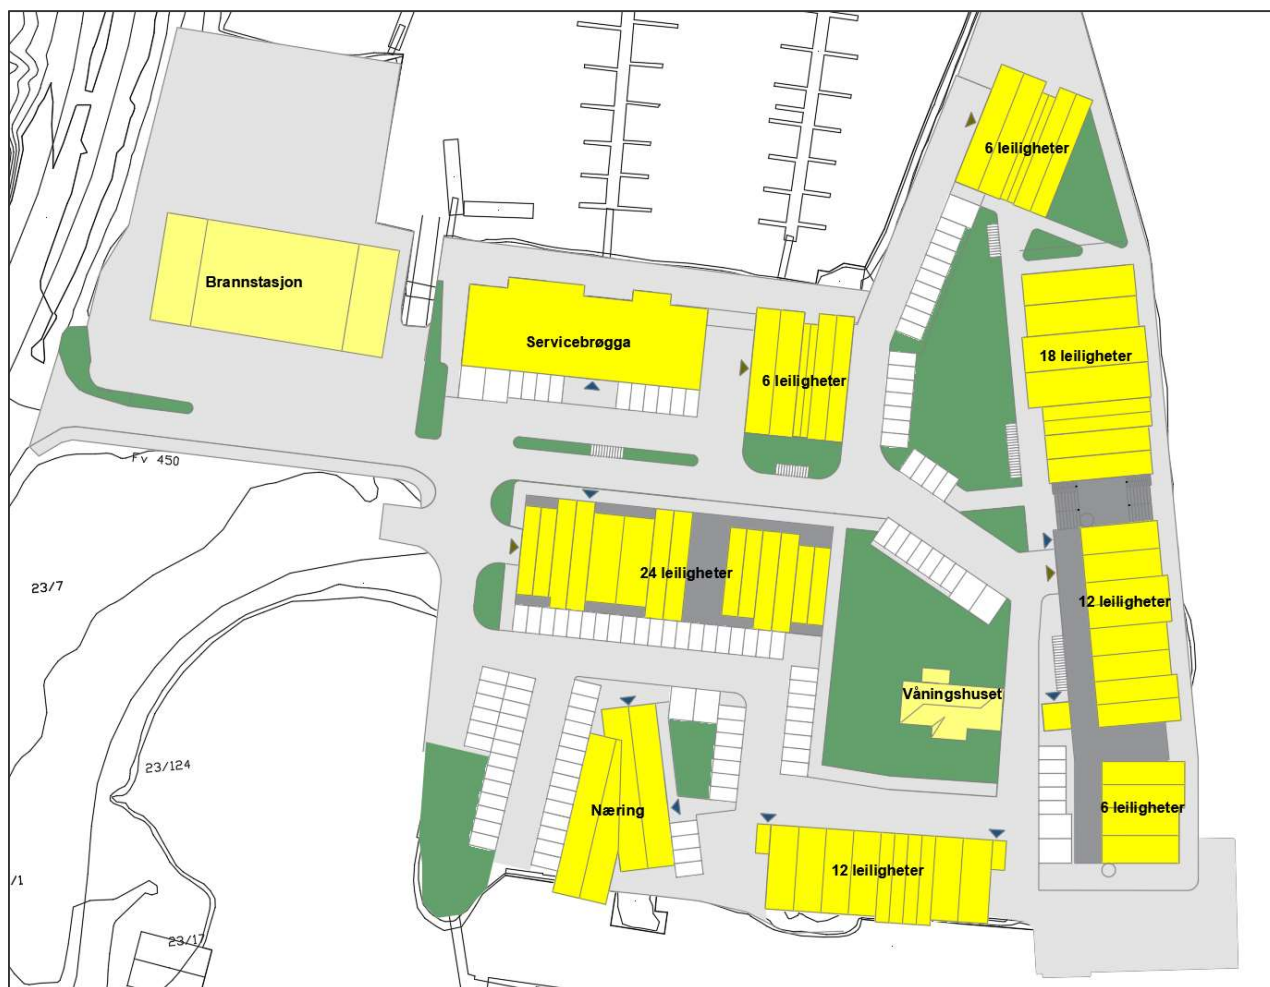 6 leiligheter
Brannstasjon
Servicebrøgga
18 leiligheter
6 leiligheter
Fv 450
24 leiligheter
23/7
12 leiligheter
Våningshuset
23/124
Næring
6 leiligheter
12 leiligheter
/1
23/17